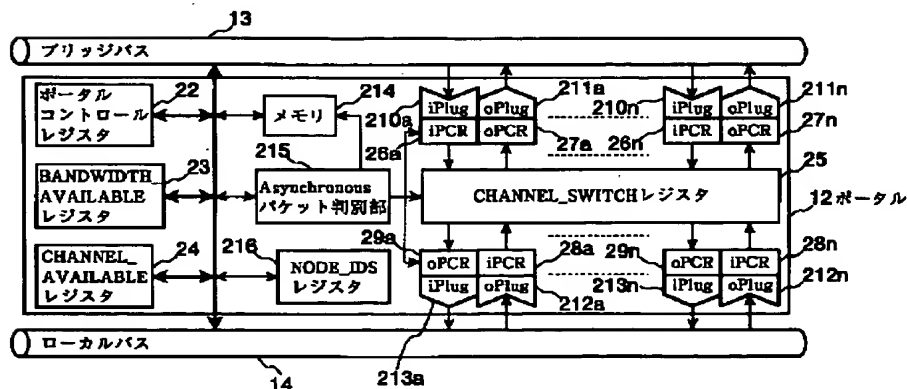 13
ブリッジバス
ポータル
コントロール
レジスタ
22
メモリ
214
210a
iPlug
oPlug
211a
26a
iPCR
oPCR
27a
210n
iPlug
oPlug
211n
26n
iPCR
oPCR
27n
BANDWIDTH_
AVAILABLE
レジスタ
23
215
Asynchronous
パケット判別部
25
CHANNEL_SWITCHレジスタ
12 ポータル
CHANNEL_
AVAILABLE
レジスタ
24
216
NODE_IDS
レジスタ
29a
oPCR
iPCR
28a
iPlug
oPlug
212a
213a
29n
oPCR
iPCR
28n
213n
iPlug
oPlug
212n
ローカルバス
14